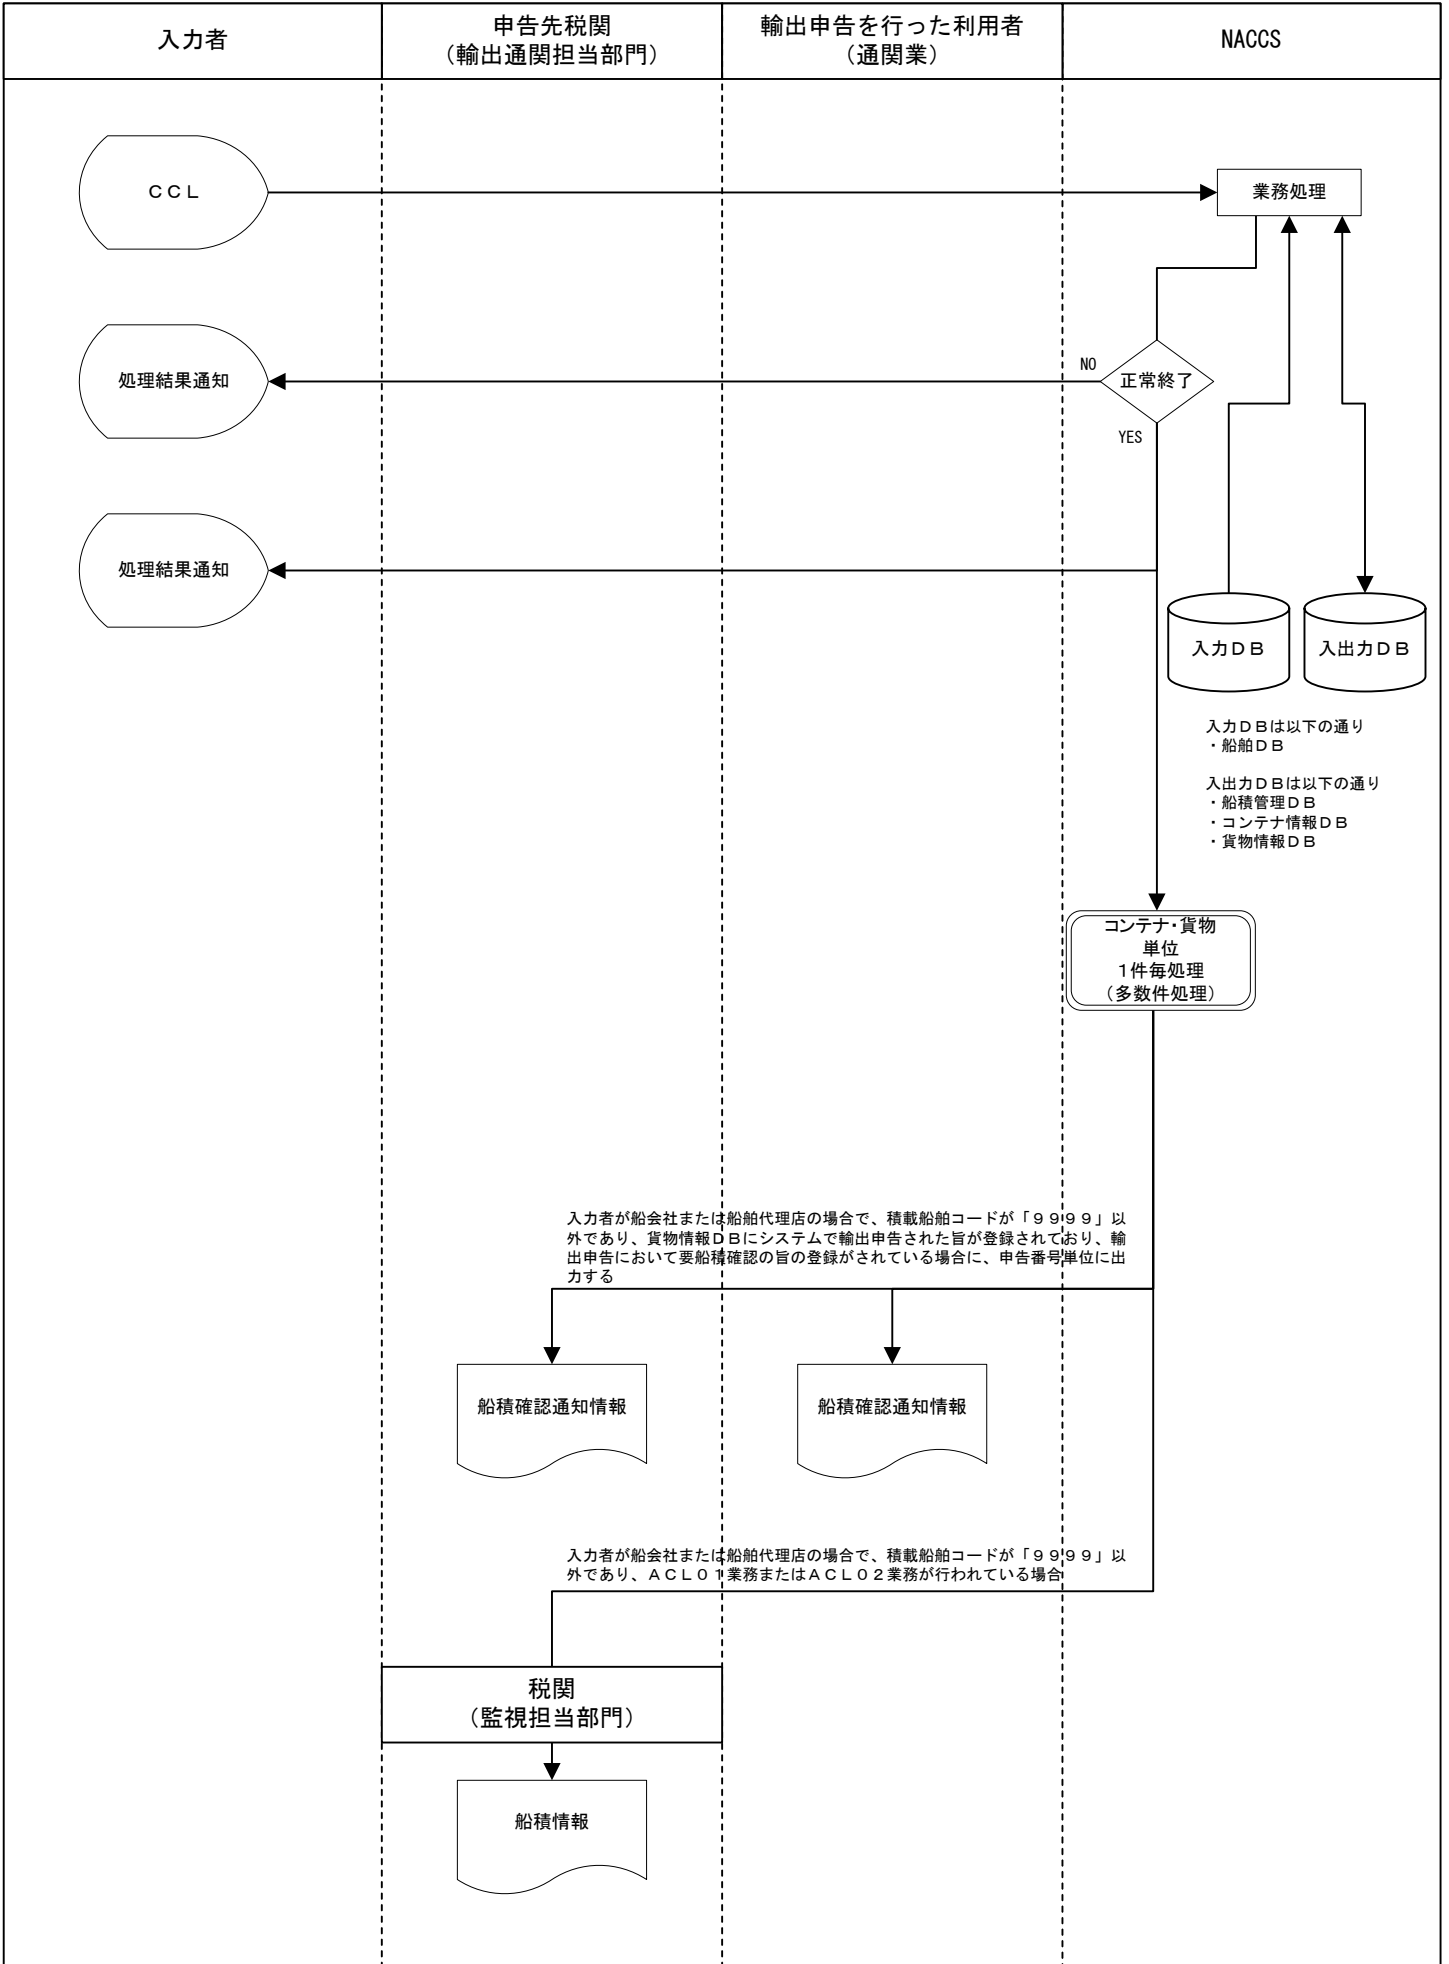 入力者
申告先税関
（輸出通関担当部門）
輸出申告を行った利用者
（通関業）
NACCS
ＣＣＬ
業務処理
処理結果通知
NO
正常終了
YES
処理結果通知
入力ＤＢ
入出力ＤＢ
入力ＤＢは以下の通り
・船舶ＤＢ
入出力ＤＢは以下の通り
・船積管理ＤＢ
・コンテナ情報ＤＢ
・貨物情報ＤＢ
コンテナ・貨物
単位
１件毎処理
（多数件処理）
入力者が船会社または船舶代理店の場合で、積載船舶コードが「９９９９」以
外であり、貨物情報ＤＢにシステムで輸出申告された旨が登録されており、輸
出申告において要船積確認の旨の登録がされている場合に、申告番号単位に出
力する
船積確認通知情報
船積確認通知情報
入力者が船会社または船舶代理店の場合で、積載船舶コードが「９９９９」以
外であり、ＡＣＬ０１業務またはＡＣＬ０２業務が行われている場合
税関
（監視担当部門）
船積情報